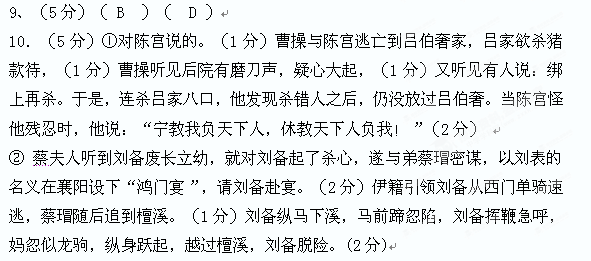 9、（5分）（ B ）（ D ）
10．（5分）①对陈宫说的。（1分）曹操与陈宫逃亡到吕伯奢家，吕家欲杀猪
款待，（1分）曹操听见后院有磨刀声，疑心大起，（1分）又听见有人说：绑
上再杀。于是，连杀吕家八口，他发现杀错人之后，仍没放过吕伯奢。当陈宫怪
他残忍时，他说：“宁教我负天下人，休教天下人负我！”（2分）
② 蔡夫人听到刘备废长立幼，就对刘备起了杀心，遂与弟蔡瑁密谋，以刘表的
名义在襄阳设下“鸿门宴 ”，请刘备赴宴。（2分）伊籍引领刘备从西门单骑速
逃，蔡瑁随后追到檀溪。（1分）刘备纵马下溪，马前蹄忽陷，刘备挥鞭急呼，
妈忽似龙驹，纵身跃起，越过檀溪，刘备脱险。（2分）